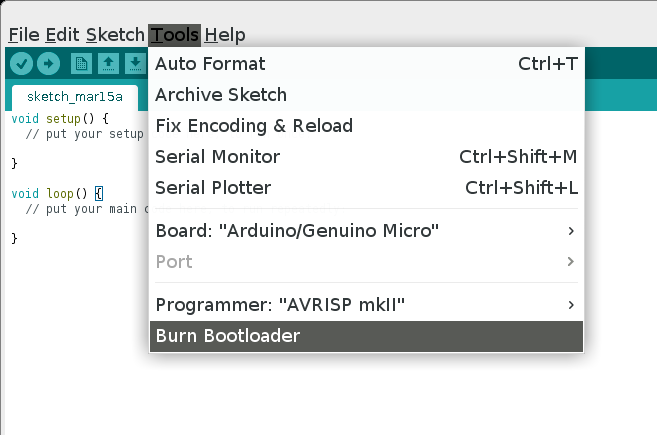 File Edit Sketch Tools Help
Auto Format Ctrl+T
sketch_mar15a
Archive Sketch
void setup() {
Fix Encoding & Reload
// put your setup
Serial Monitor Ctrl+Shift+M
}
Serial Plotter Ctrl+Shift+L
void loop() {
// put your main
Board: "Arduino/Genuino Micro" >
}
Port >
Programmer: "AVRISP mkII" >
Burn Bootloader